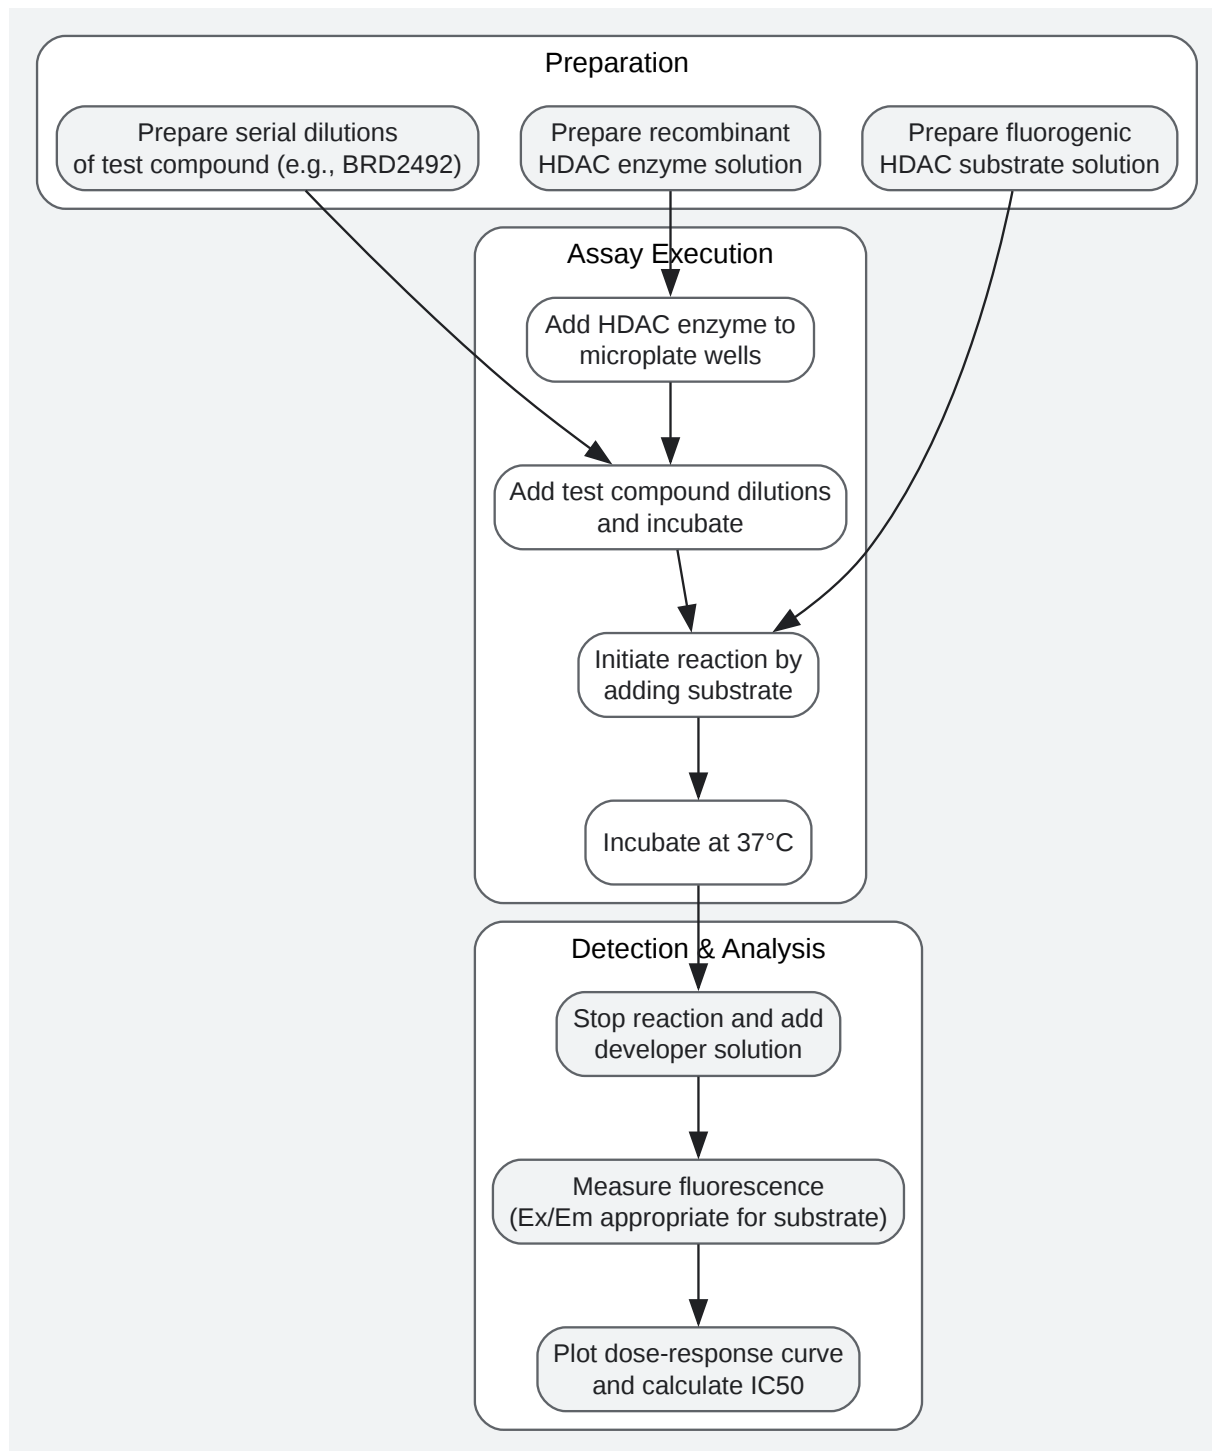 Preparation
Prepare serial dilutions
of test compound (e.g., BRD2492)
Prepare recombinant
HDAC enzyme solution
Prepare fluorogenic
HDAC substrate solution
Assay Execution
Add HDAC enzyme to
microplate wells
Add test compound dilutions
and incubate
Initiate reaction by
adding substrate
Incubate at 37°C
Detection & Analysis
Stop reaction and add
developer solution
Measure fluorescence
(Ex/Em appropriate for substrate)
Plot dose-response curve
and calculate IC50